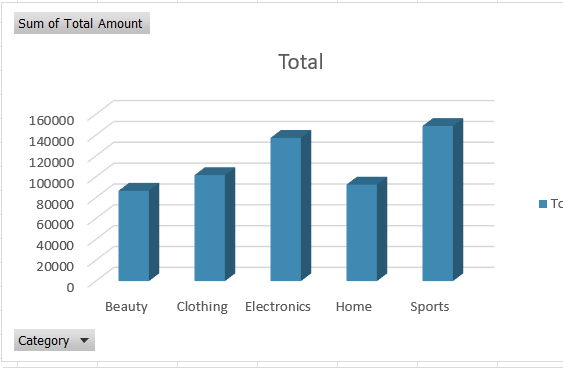 Sum of Total Amount
Total
160000
140000
120000
100000
80000
60000
40000
20000
0
Beauty Clothing Electronics Home Sports
Category